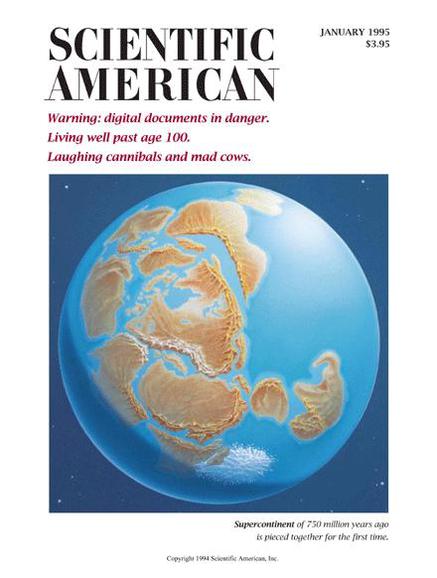 SCIENTIFIC
AMERICAN
JANUARY 1995
$3.95
Warning: digital documents in danger.
Living well past age 100.
Laughing cannibals and mad cows.
Supercontinent of 750 million years ago
is pieced together for the first time.
Copyright 1994 Scientific American, Inc.